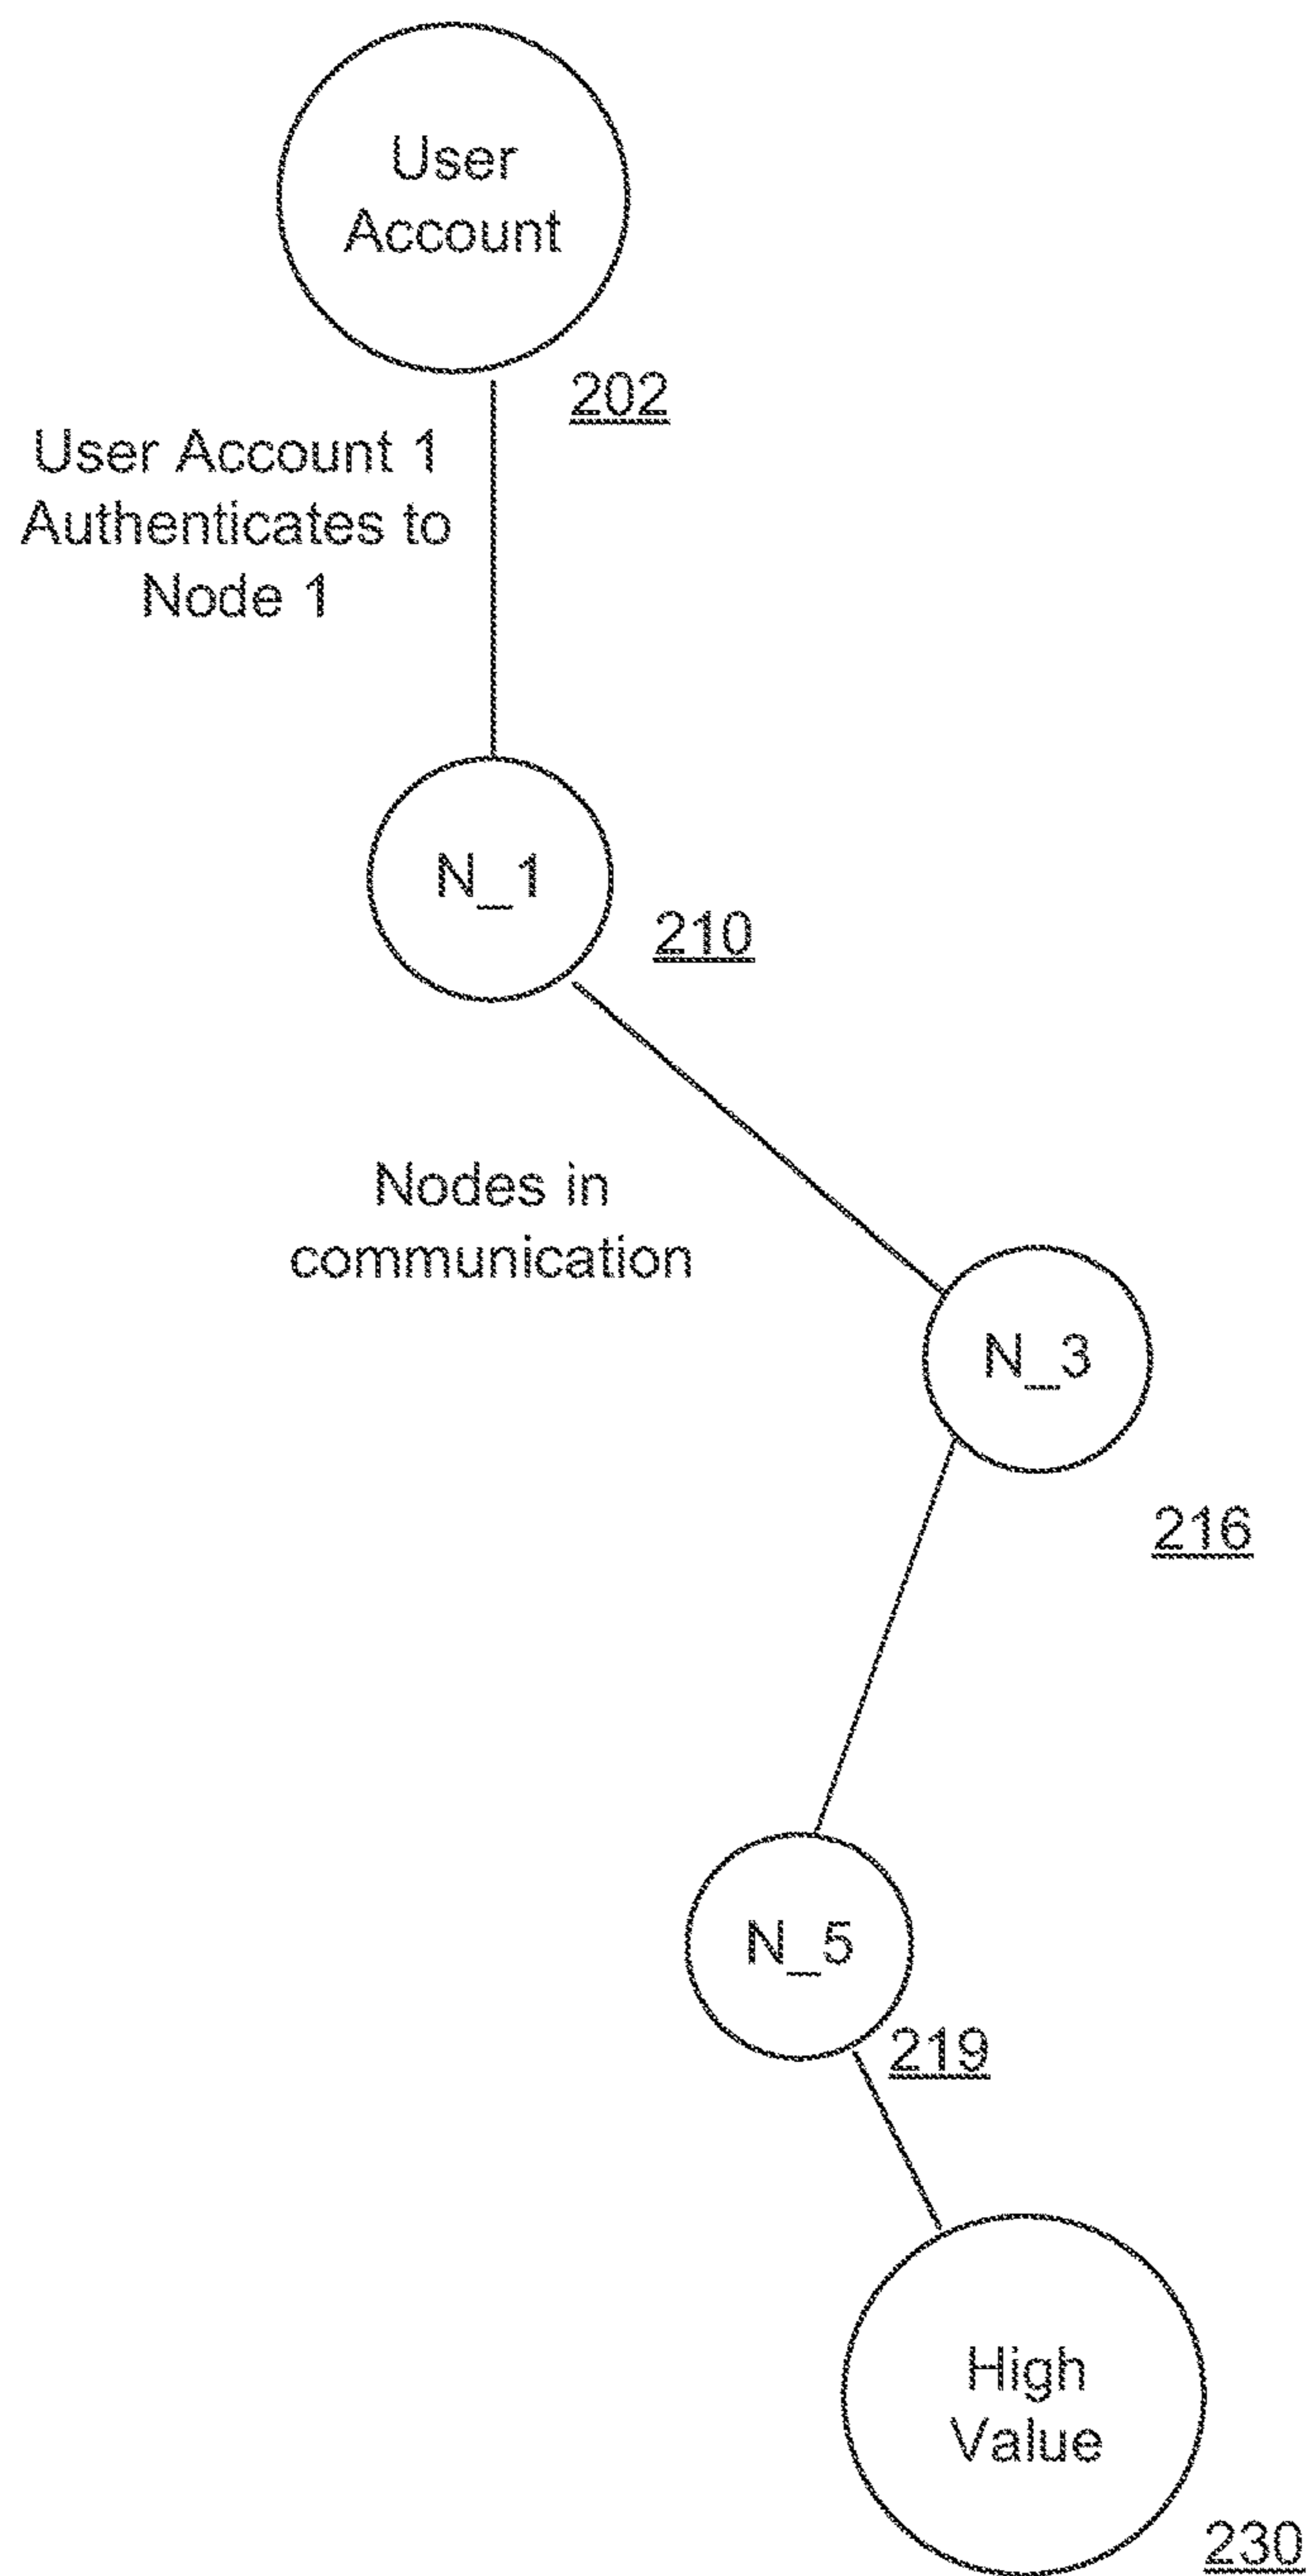 User
Account
202
User Account 1
Authenticates to
Node 1
N_1
210
Nodes in
communication
N_3
216
N_5
219
High
Value
230